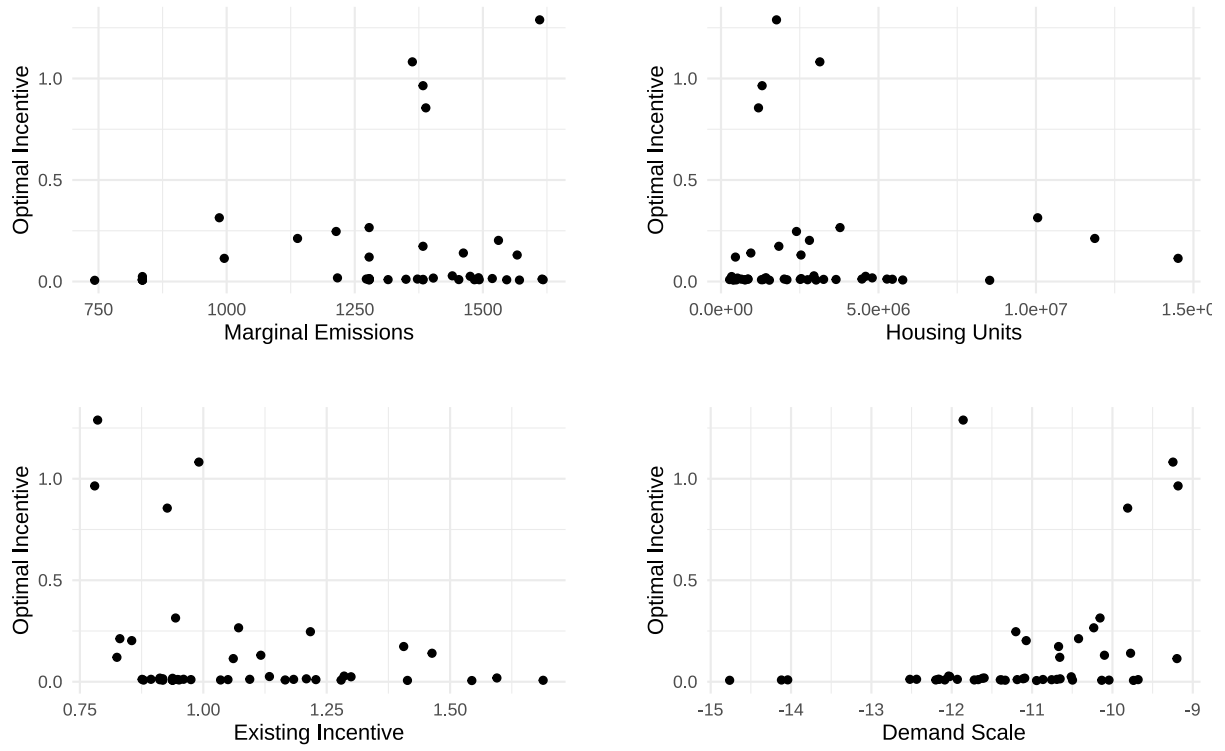 Optimal Incentive
1.0
0.5
0.0
750 1000 1250 1500
Marginal Emissions
Optimal Incentive
1.0
0.5
0.0
0.0e+00 5.0e+06 1.0e+07
Housing Units
Optimal Incentive
1.0
0.5
0.0
0.75 1.00 1.25 1.50
Existing Incentive
Optimal Incentive
1.0
0.5
0.0
-15 -14 -13 -12 -11 -10 -9
Demand Scale